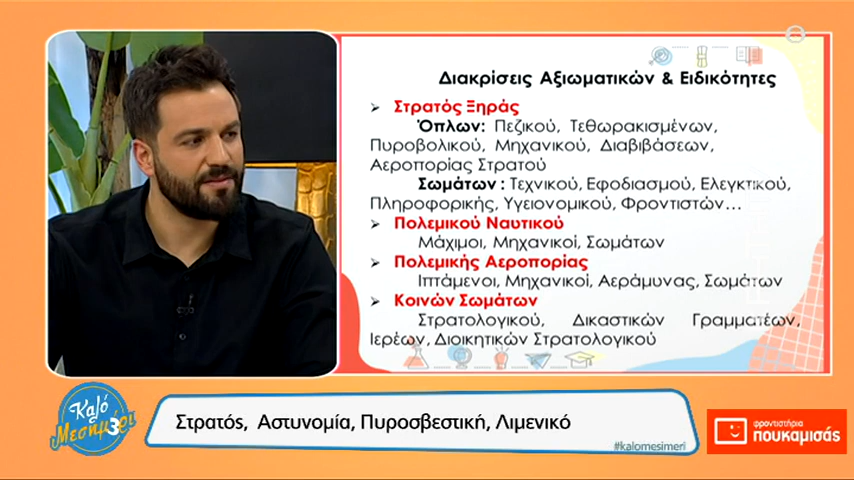 Διακρίσεις Αξιωματικών & Ειδικότητες
➢ Στρατός Ξηράς
Όπλων: Πεζικού, Τεθωρακισμένων,
Πυροβολικού, Μηχανικού, Διαβιβάσεων,
Αεροπορίας Στρατού
Σωμάτων : Τεχνικού, Εφοδιασμού, Ελεγκτικού,
Πληροφορικής, Υγειονομικού, Φροντιστών…
➢ Πολεμικού Ναυτικού
Μάχιμοι, Μηχανικοί, Σωμάτων
➢ Πολεμικής Αεροπορίας
Ιπτάμενοι, Μηχανικοί, Αεράμυνας, Σωμάτων
➢ Κοινών Σωμάτων
Στρατολογικού, Δικαστικών Γραμματέων,
Ιερέων, Διοικητών Στρατολογικού
Καλό
Μεσημέρι
3
Στρατός, Αστυνομία, Πυροσβεστική, Λιμενικό
#kalomesimeri
φροντιστήρια
πουκαμισάς